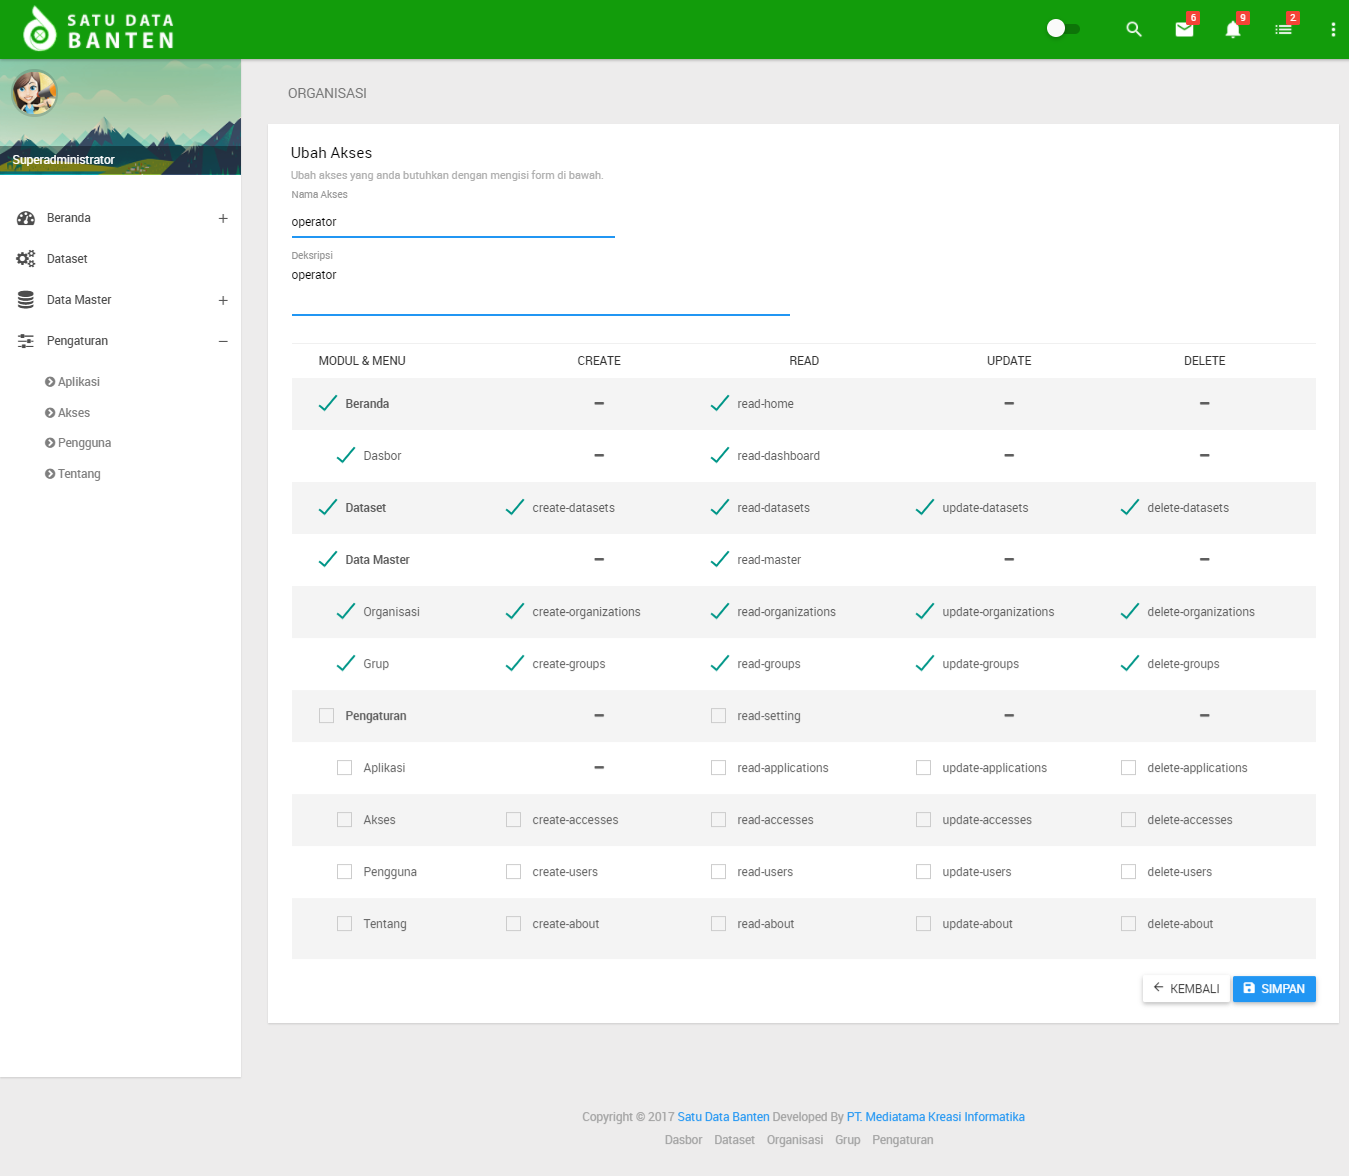 SATU DATA
BANTEN
6
9
2
Superadministrator
Beranda
Dataset
Data Master
Pengaturan
Aplikasi
Akses
Pengguna
Tentang
ORGANISASI
Ubah Akses
Ubah akses yang anda butuhkan dengan mengisi form di bawah.
Nama Akses
operator
Deksripsi
operator
MODUL & MENU CREATE READ UPDATE DELETE
Beranda read-home
Dasbor read-dashboard
Dataset create-datasets read-datasets update-datasets delete-datasets
Data Master read-master
Organisasi create-organizations read-organizations update-organizations delete-organizations
Grup create-groups read-groups update-groups delete-groups
Pengaturan read-setting
Aplikasi read-applications update-applications delete-applications
Akses create-accesses read-accesses update-accesses delete-accesses
Pengguna create-users read-users update-users delete-users
Tentang create-about read-about update-about delete-about
KEMBALI SIMPAN
Copyright © 2017 Satu Data Banten Developed By PT. Mediatama Kreasi Informatika
Dasbor Dataset Organisasi Grup Pengaturan